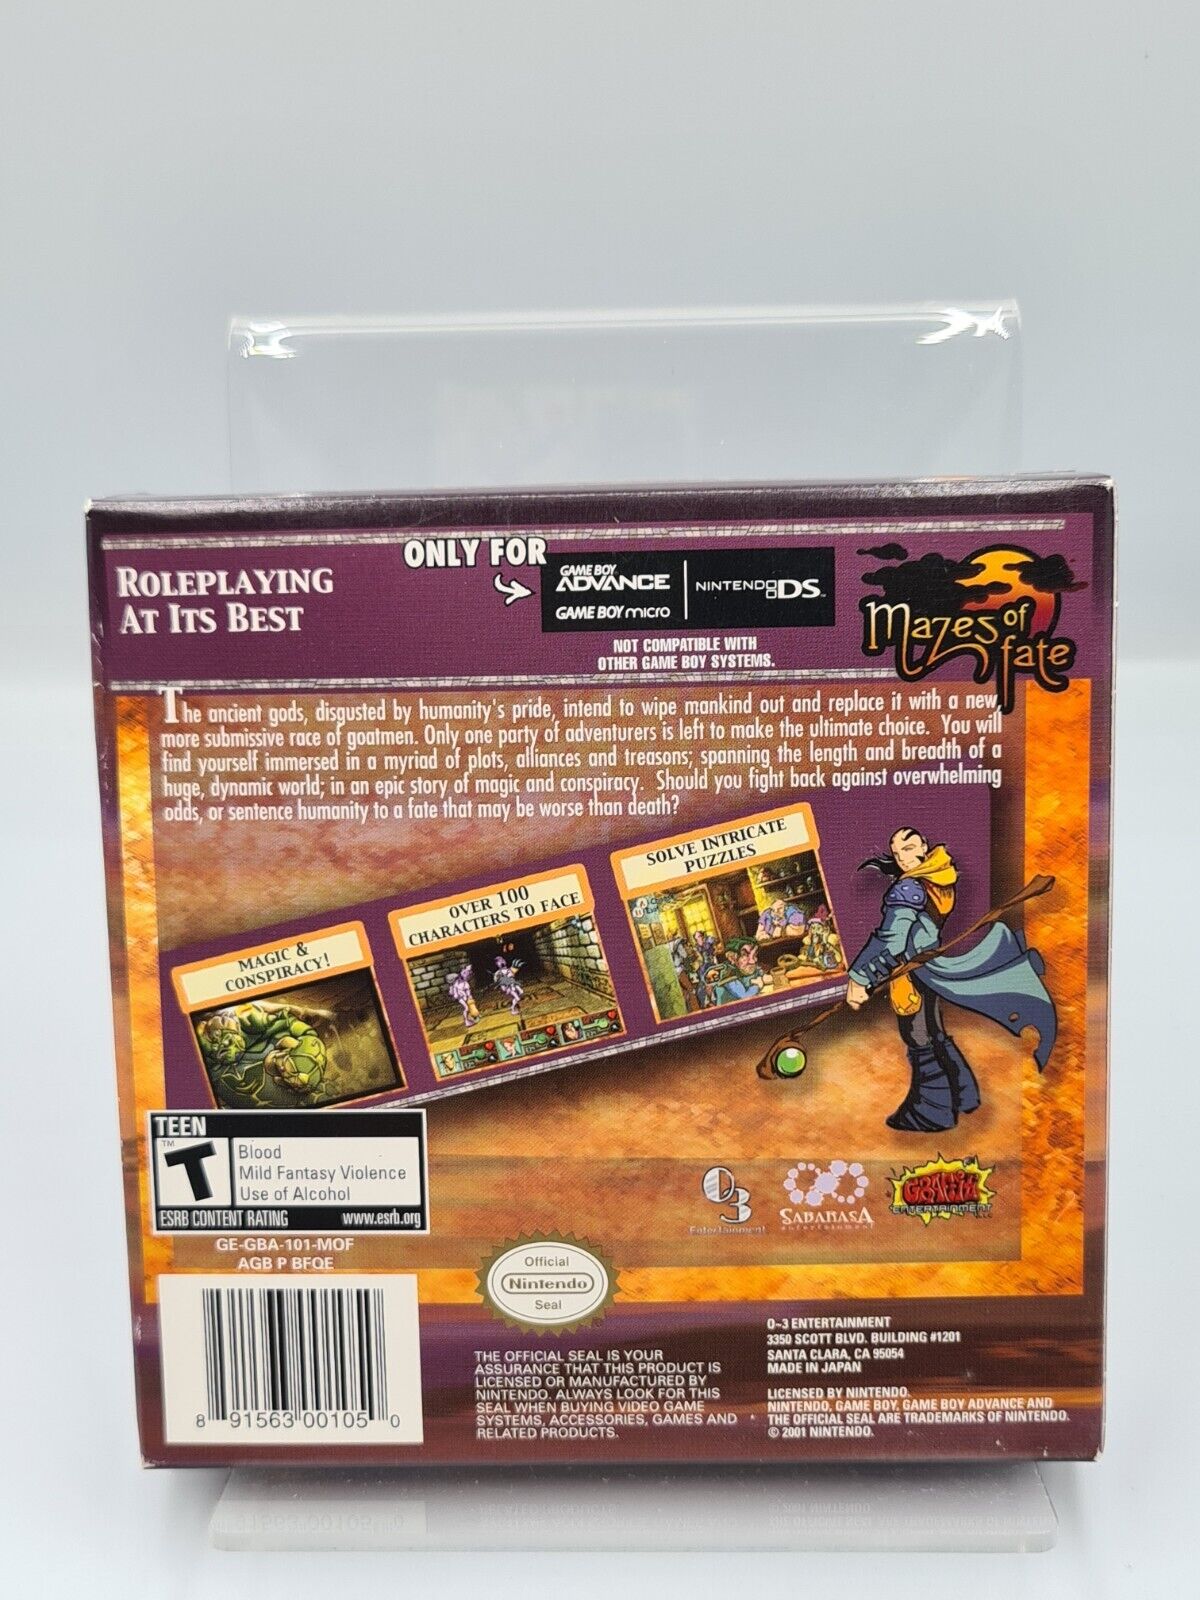 ROLEPLAYING
AT ITS BEST
ONLY FOR
GAME BOY
ADVANCE
GAME BOY micro
NINTENDO DS™
NOT COMPATIBLE WITH
OTHER GAME BOY SYSTEMS.
Mazes of
fate
The ancient gods, disgusted by humanity's pride, intend to wipe mankind out and replace it with a new,
more submissive race of goatmen. Only one party of adventurers is left to make the ultimate choice. You will
find yourself immersed in a myriad of plots, alliances and treasons; spanning the length and breadth of a
huge, dynamic world; in an epic story of magic and conspiracy. Should you fight back against overwhelming
odds, or sentence humanity to a fate that may be worse than death?
MAGIC &
CONSPIRACY!
OVER 100
CHARACTERS TO FACE
SOLVE INTRICATE
PUZZLES
TEEN
T™
Blood
Mild Fantasy Violence
Use of Alcohol
ESRB CONTENT RATING www.esrb.org
GE-GBA-101-MOF
AGB P BFQE
8 91563 00105 0
O3
Entertainment
SABARASA
entertainment
GRAFFITI
ENTERTAINMENT
Official
Nintendo
Seal
THE OFFICIAL SEAL IS YOUR
ASSURANCE THAT THIS PRODUCT IS
LICENSED OR MANUFACTURED BY
NINTENDO. ALWAYS LOOK FOR THIS
SEAL WHEN BUYING VIDEO GAME
SYSTEMS, ACCESSORIES, GAMES AND
RELATED PRODUCTS.
O~3 ENTERTAINMENT
3350 SCOTT BLVD. BUILDING #1201
SANTA CLARA, CA 95054
MADE IN JAPAN
LICENSED BY NINTENDO.
NINTENDO, GAME BOY, GAME BOY ADVANCE AND
THE OFFICIAL SEAL ARE TRADEMARKS OF NINTENDO.
© 2001 NINTENDO.